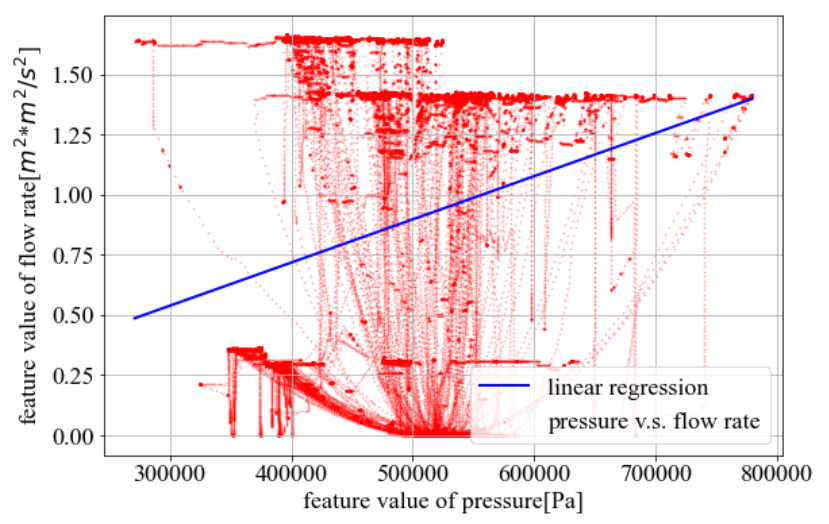 1.50
1.25
1.00
0.75
0.50
0.25
0.00
feature value of flow rate[m²*m²/s²]
300000 400000 500000 600000 700000 800000
feature value of pressure[Pa]
linear regression
pressure v.s. flow rate